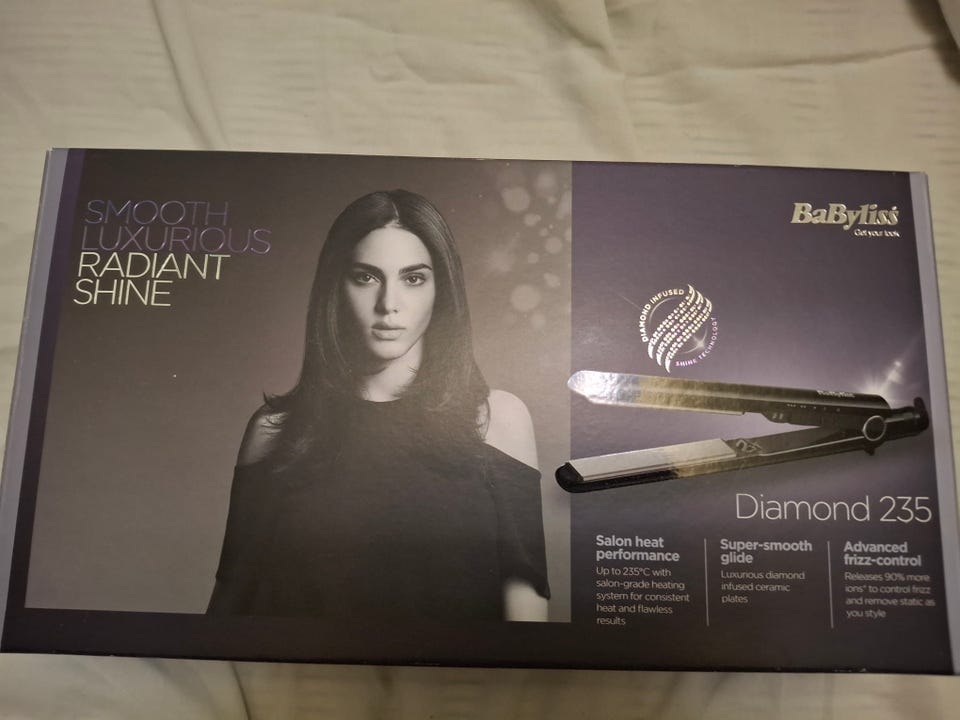 SMOOTH
LUXURIOUS
RADIANT
SHINE
BaByliss
Get your look
DIAMOND INFUSED
SHINE TECHNOLOGY
BaByliss
235
Diamond 235
Salon heat
performance
Up to 235°C with
salon-grade heating
system for consistent
heat and flawless
results
Super-smooth
glide
Luxurious diamond
infused ceramic
plates
Advanced
frizz-control
Releases 90% more
ions* to control frizz
and remove static as
you style